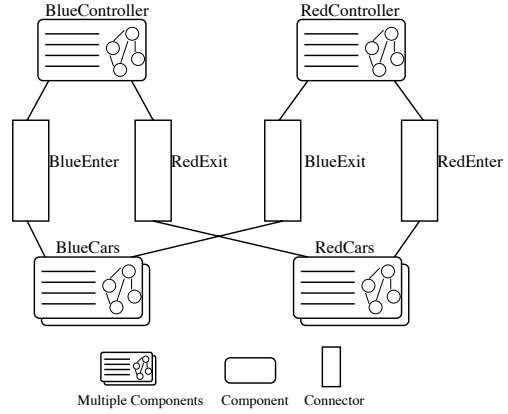 BlueController
RedController
BlueEnter
RedExit
BlueExit
RedEnter
BlueCars
RedCars
Multiple Components
Component
Connector